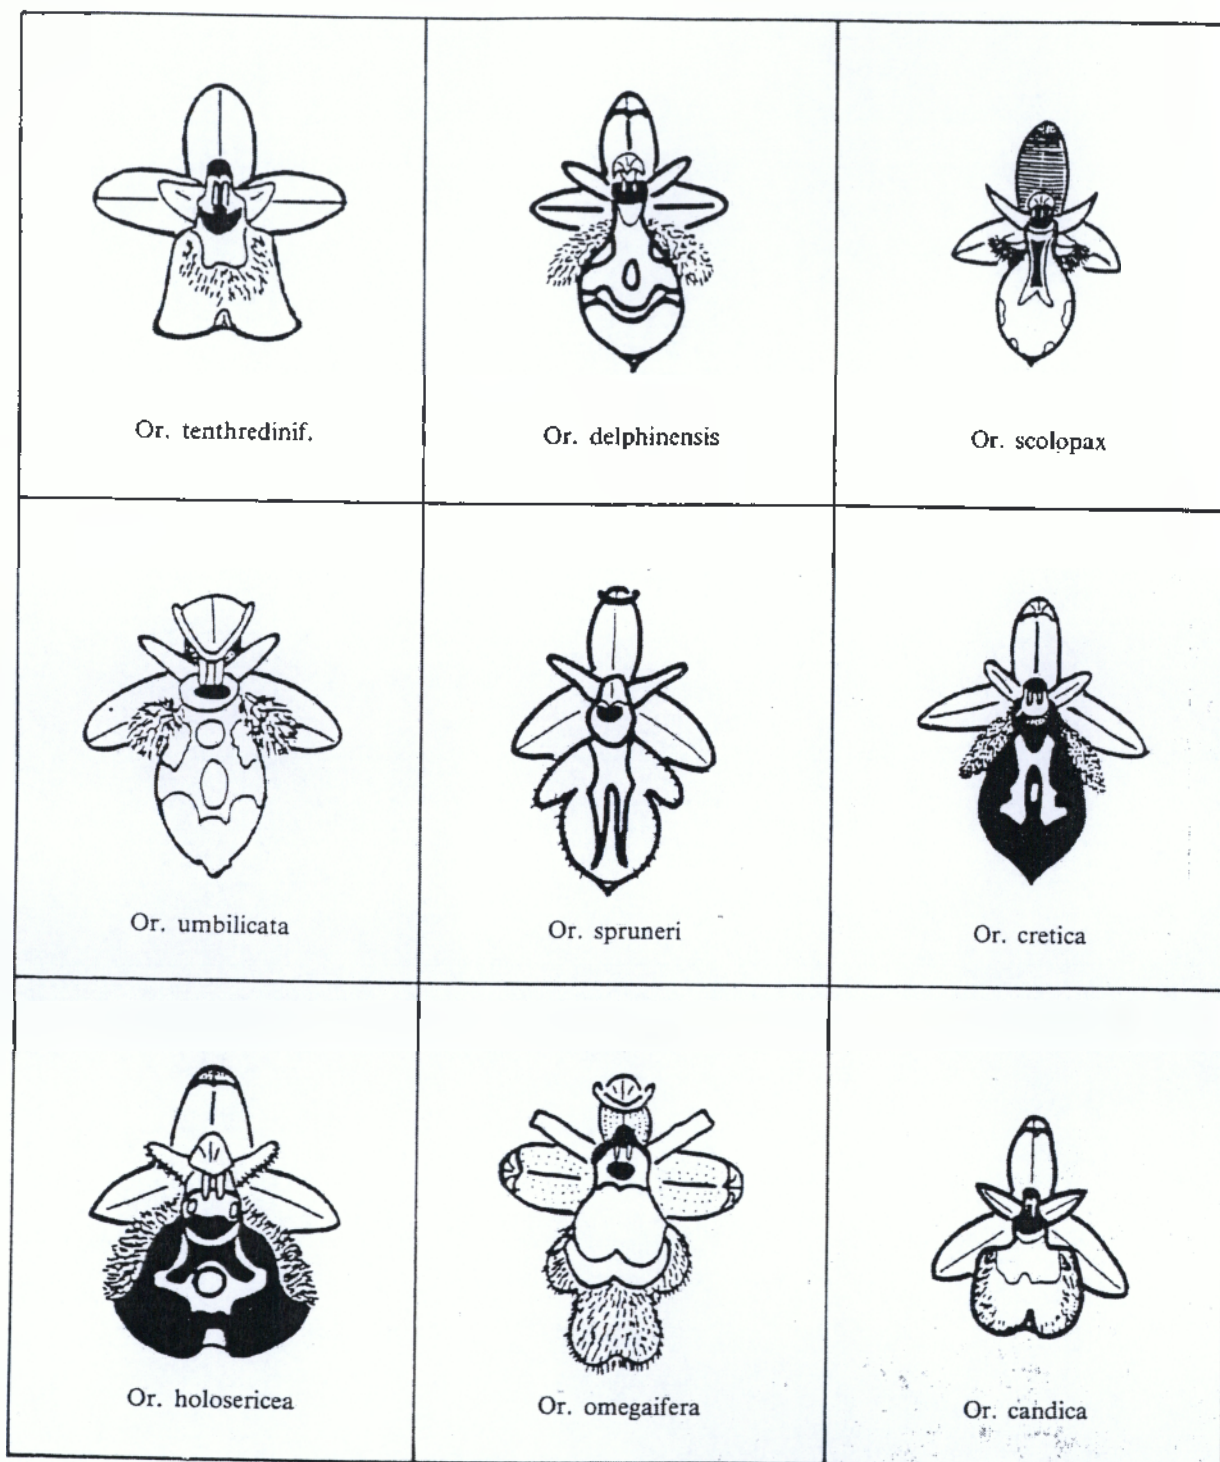 Or. tenthredinif.
Or. delphinensis
Or. scolopax
Or. umbilicata
Or. spruneri
Or. cretica
Or. holosericea
Or. omegaifera
Or. candica